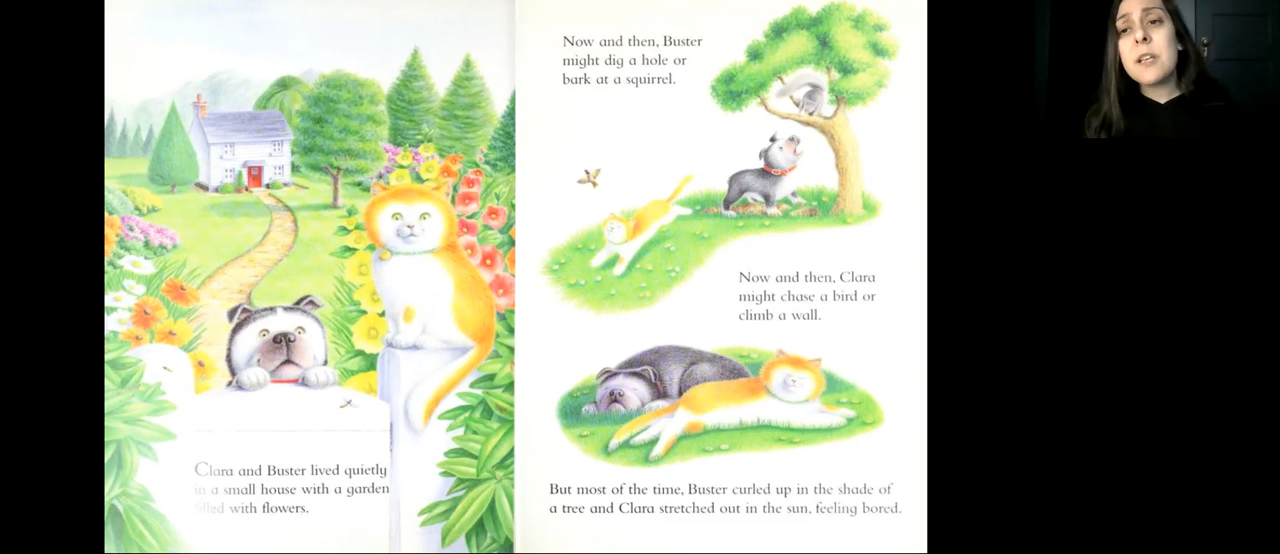 Clara and Buster lived quietly
in a small house with a garden
filled with flowers.
Now and then, Buster
might dig a hole or
bark at a squirrel.
Now and then, Clara
might chase a bird or
climb a wall.
But most of the time, Buster curled up in the shade of
a tree and Clara stretched out in the sun, feeling bored.